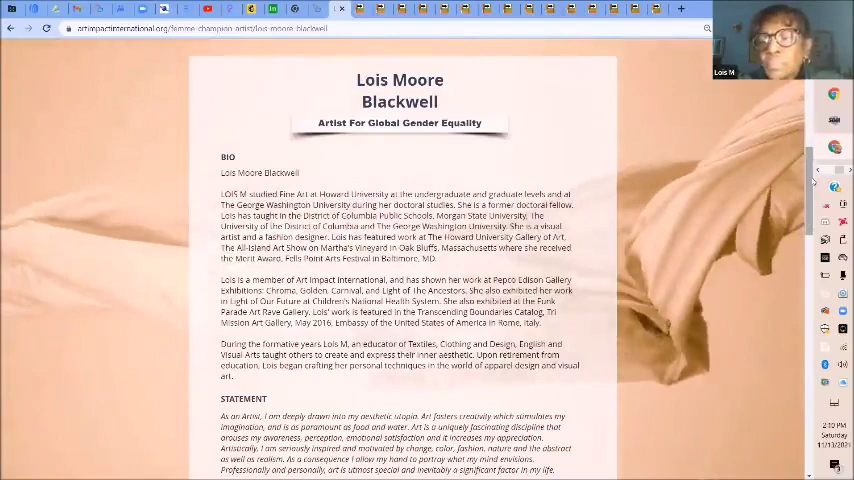 artimpactinternational.org/femme-champion-artist/lois-moore-blackwell
Lois M
Lois Moore
Blackwell
Artist For Global Gender Equality
BIO
Lois Moore Blackwell
LOIS M studied Fine Art at Howard University at the undergraduate and graduate levels and at
The George Washington University during her doctoral studies. She is a former doctoral fellow.
Lois has taught in the District of Columbia Public Schools, Morgan State University, The
University of the District of Columbia and The George Washington University. She is a visual
artist and a fashion designer. Lois has featured work at The Howard University Gallery of Art,
The All-Island Art Show on Martha's Vineyard in Oak Bluffs, Massachusetts where she received
the Merit Award, Fells Point Arts Festival in Baltimore, MD.
Lois is a member of Art Impact International, and has shown her work at Pepco Edison Gallery
Exhibitions: Chroma, Golden, Carnival, and Light of The Ancestors. She also exhibited her work
in Light of Our Future at Children's National Health System. She also exhibited at the Funk
Parade Art Rave Gallery. Lois' work is featured in the Transcending Boundaries Catalog, Tri
Mission Art Gallery, May 2016, Embassy of the United States of America in Rome, Italy.
During the formative years Lois M, an educator of Textiles, Clothing and Design, English and
Visual Arts taught others to create and express their inner aesthetic. Upon retirement from
education, Lois began crafting her personal techniques in the world of apparel design and visual
art.
STATEMENT
As an Artist, I am deeply drawn into my aesthetic utopia. Art fosters creativity which stimulates my
imagination, and is as paramount as food and water. Art is a uniquely fascinating discipline that
arouses my awareness, perception, emotional satisfaction and it increases my appreciation.
Artistically, I am seriously inspired and motivated by change, color, fashion, nature and the abstract
as well as realism. As a consequence I allow my hand to portray what my mind envisions.
Professionally and personally, art is utmost special and inevitably a significant factor in my life.
2:10 PM
Saturday
11/13/2021